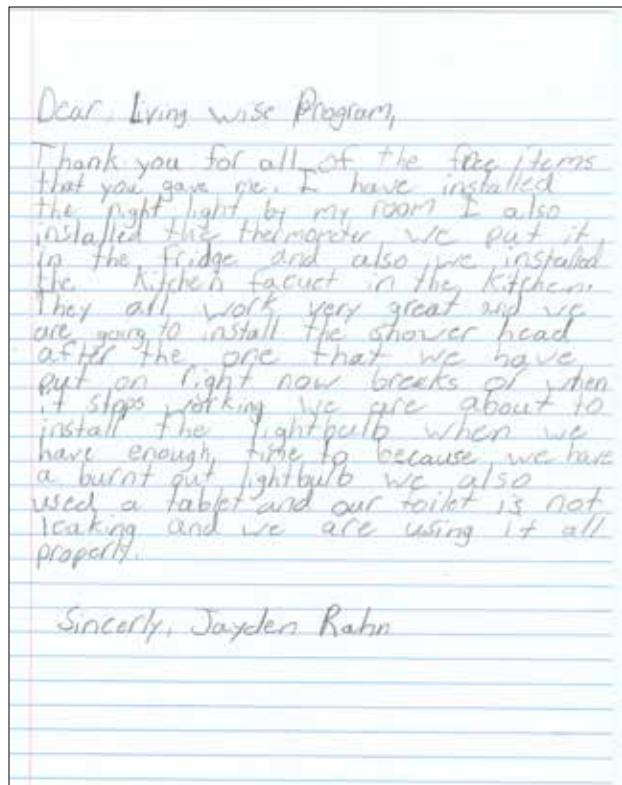 Dear, Living wise Program,
Thank you for all of the free items
that you gave me. I have installed
the night light by my room I also
installed the thermometer we put it
in the fridge and also we installed
the Kitchen facuct in the Kitchen.
They all work very great and we
are going to install the shower head
after the one that we have
put on right now breaks or when
it stops working we are about to
install the lightbulb when we
have enough time to because we have
a burnt out lightbulb we also
used a tablet and our toilet is not
leaking and we are using it all
properly.
Sincerly, Jayden Rahn